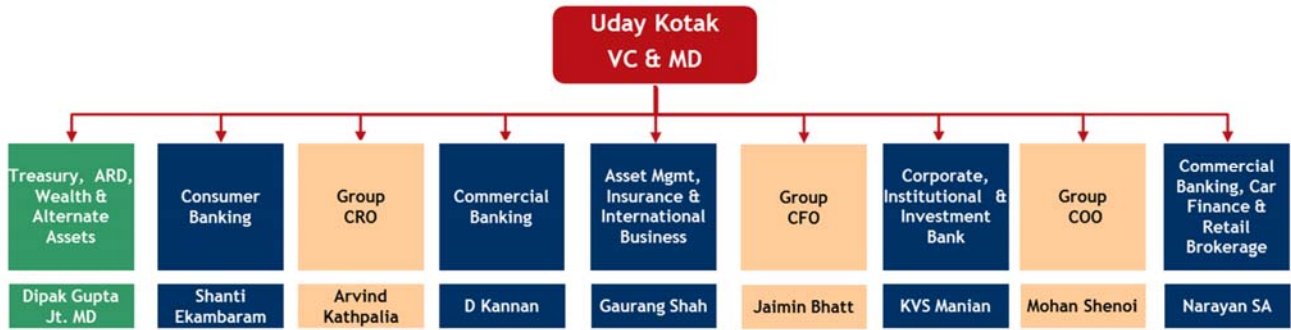 Uday Kotak
VC & MD
Treasury, ARD,
Wealth &
Alternate
Assets
Consumer
Banking
Group
CRO
Commercial
Banking
Asset Mgmt,
Insurance &
International
Business
Group
CFO
Corporate,
Institutional &
Investment
Bank
Group
COO
Commercial
Banking, Car
Finance &
Retail
Brokerage
Dipak Gupta
Jt. MD
Shanti
Ekambaram
Arvind
Kathpalia
D Kannan
Gaurang Shah
Jaimin Bhatt
KVS Manian
Mohan Shenoi
Narayan SA